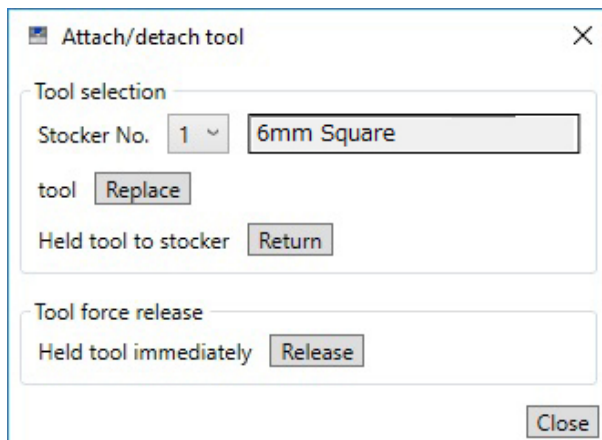 Attach/detach tool
Tool selection
Stocker No. 1 6mm Square
tool Replace
Held tool to stocker Return
Tool force release
Held tool immediately Release
Close